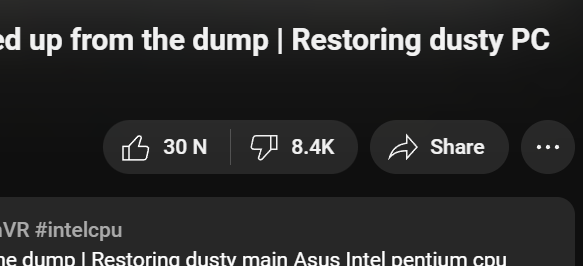 ed up from the dump | Restoring dusty PC
30 N
8.4K
Share
VR #intelcpu
he dump | Restoring dusty main Asus Intel pentium cpu